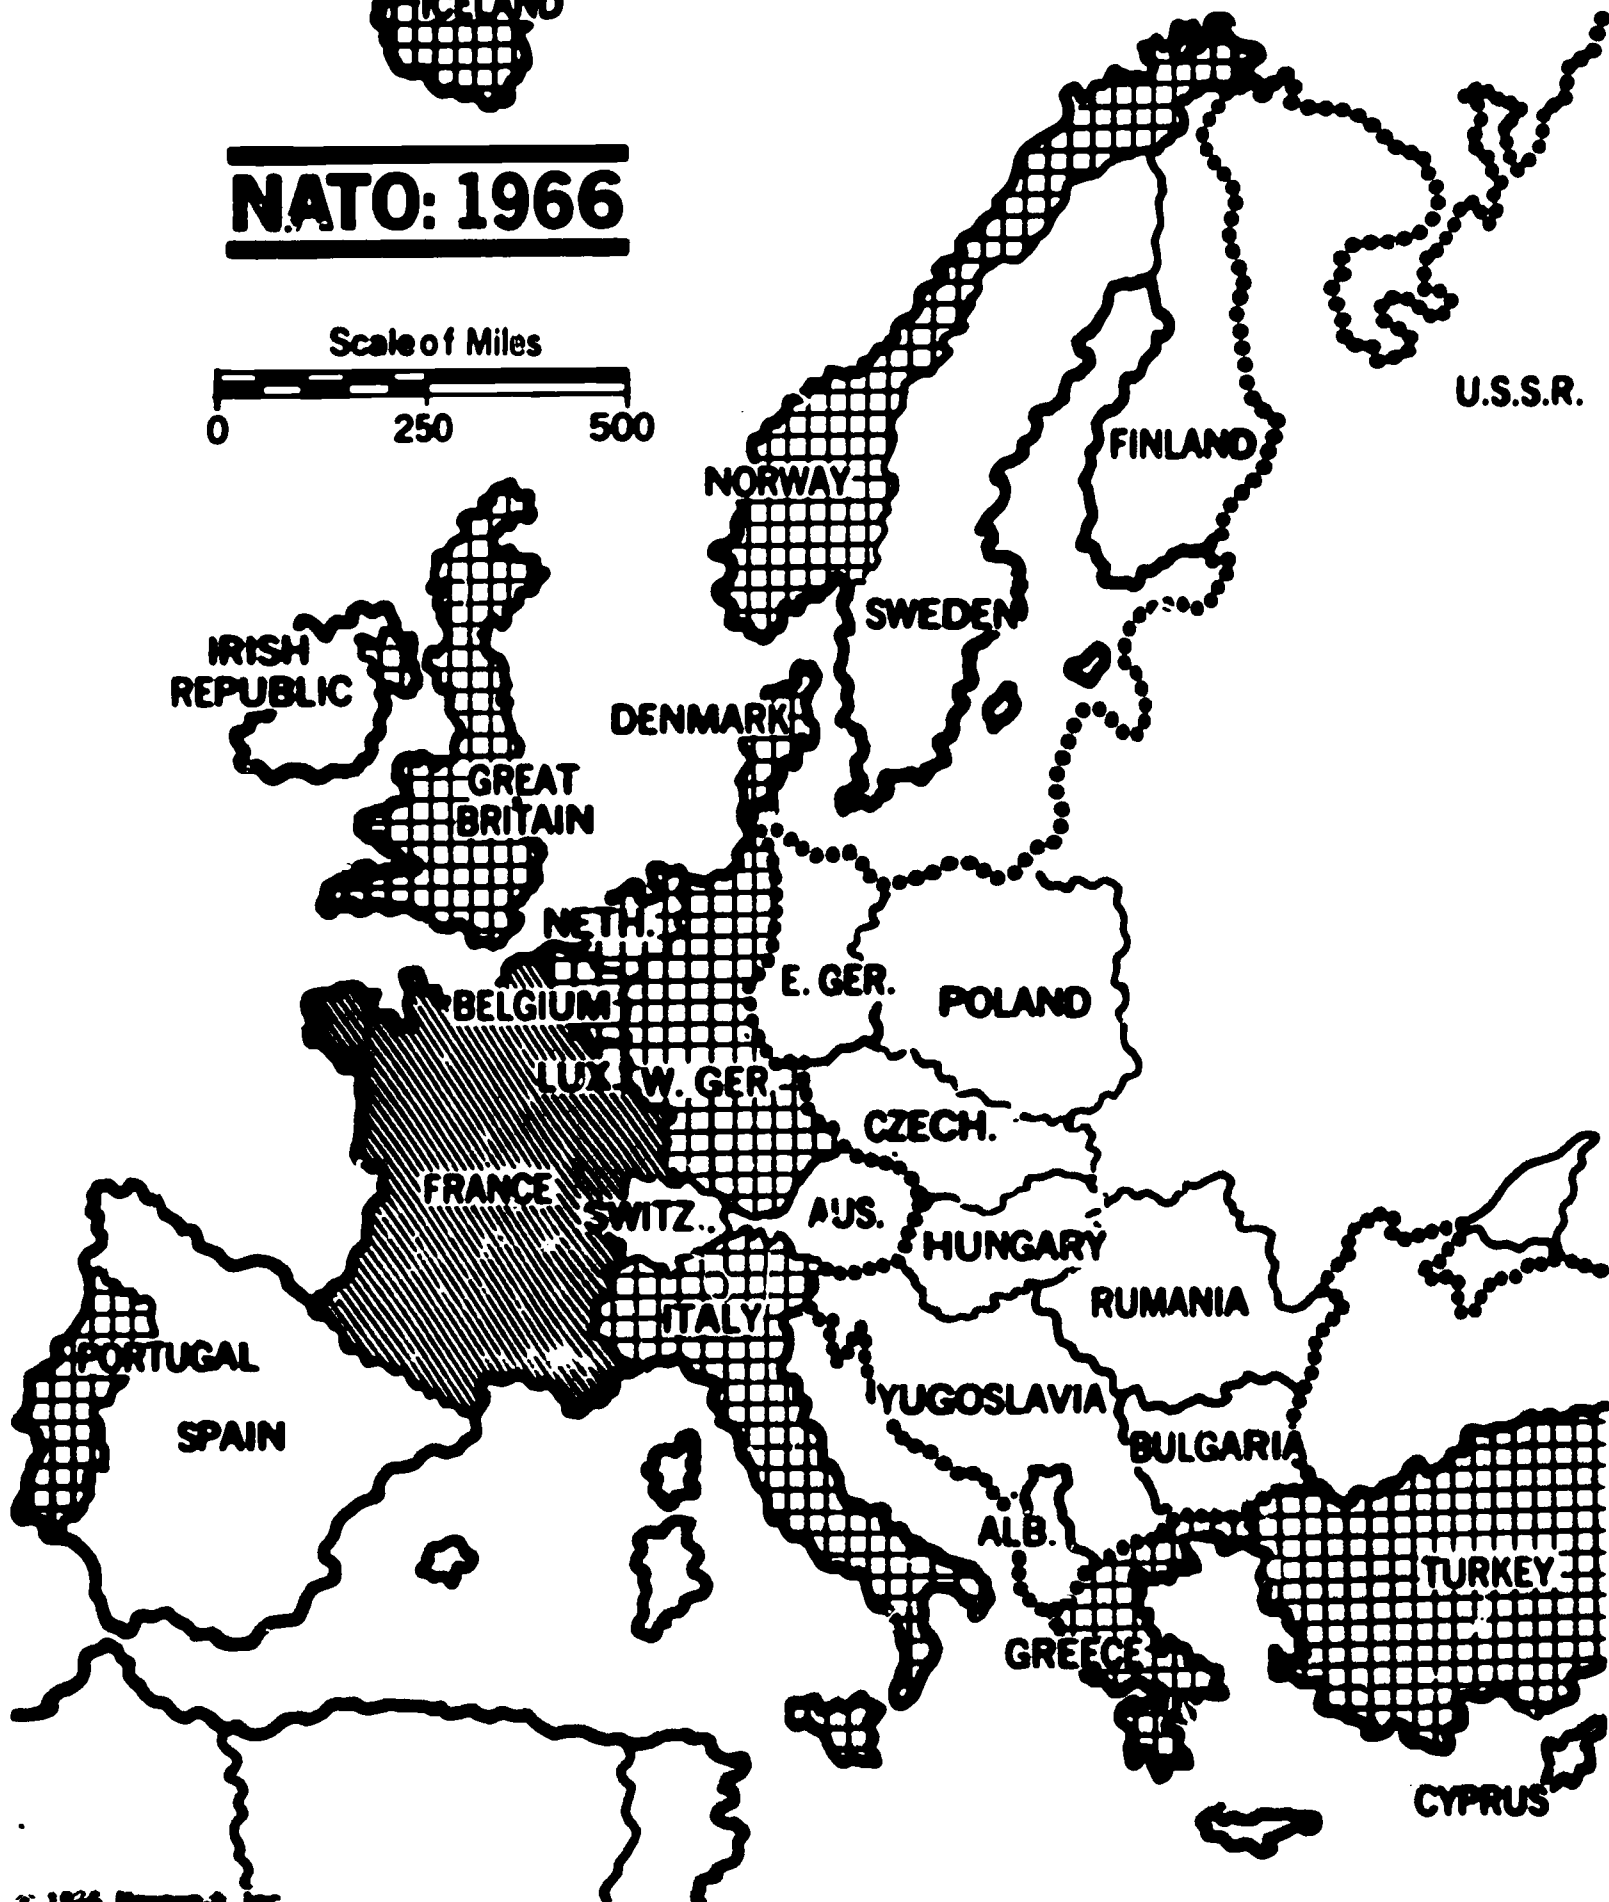 ICELAND
NATO: 1966
Scale of Miles
0 250 500
U.S.S.R.
FINLAND
NORWAY
SWEDEN
IRISH
REPUBLIC
DENMARK
GREAT
BRITAIN
NETH.
E. GER.
POLAND
BELGIUM
LUX.
W. GER.
CZECH.
FRANCE
SWITZ.
AUS.
HUNGARY
RUMANIA
ITALY
PORTUGAL
YUGOSLAVIA
SPAIN
BULGARIA
ALB.
TURKEY
GREECE
CYPRUS